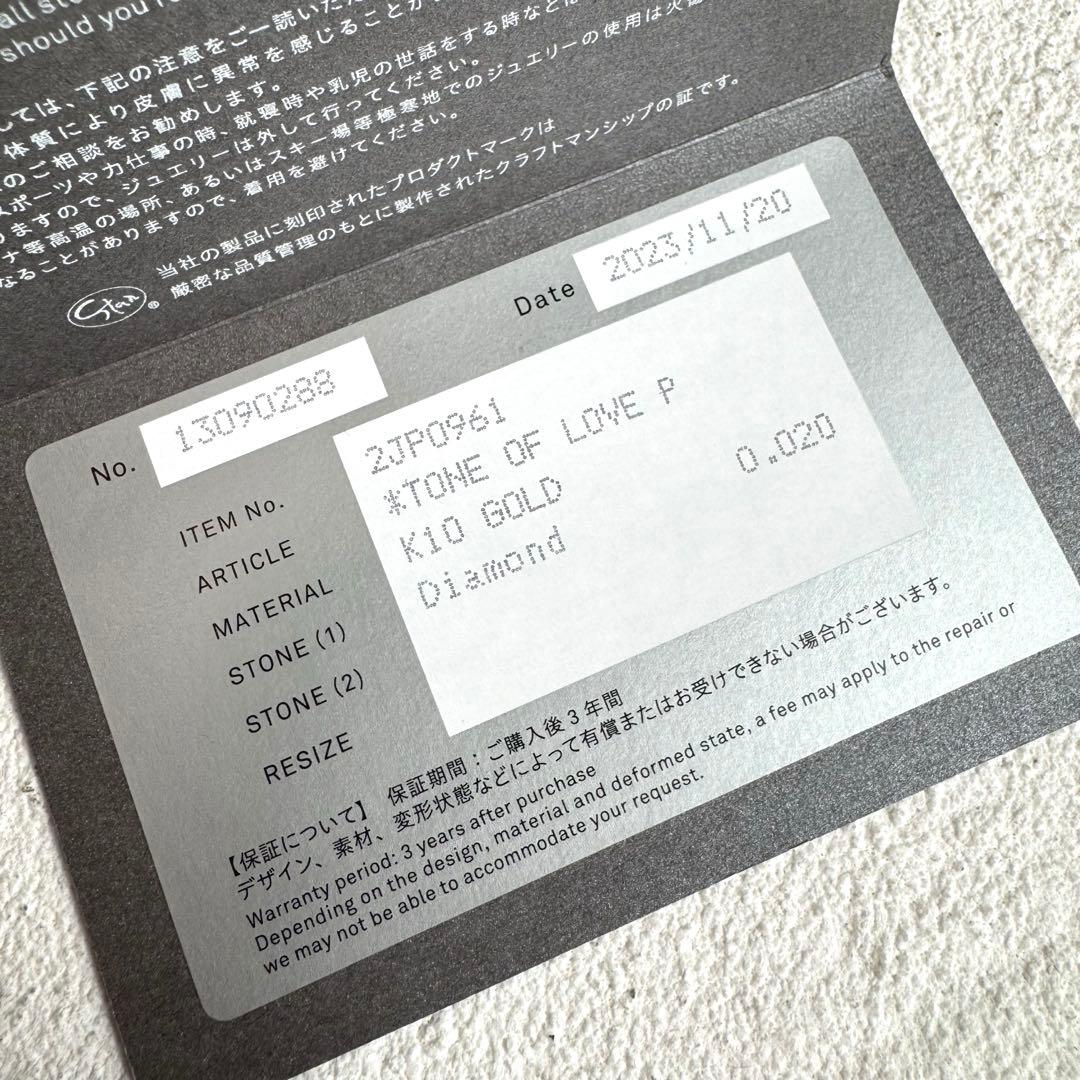 all sto
should you re
しては、下記の注意をご一読いただ
体質により皮膚に異常を感じることが
のご相談をお勧めします。
スポーツや力仕事の時、就寝時や乳児の世話をする時などは
りますので、ジュエリーは外して行ってください。
ナ等高温の場所、あるいはスキー場等極寒地でのジュエリーの使用は火傷
なることがありますので、着用を避けてください。
当社の製品に刻印されたプロダクトマークは
厳密な品質管理のもとに製作されたクラフトマンシップの証です。
Star®
Date 2023/11/20
No. 13090288
ITEM No. 2JP0961
ARTICLE *TONE OF LOVE P
MATERIAL K10 GOLD
STONE (1) Diamond 0.020
STONE (2)
RESIZE
【保証について】 保証期間：ご購入後3年間
デザイン、素材、変形状態などによって有償またはお受けできない場合がございます。
Warranty period: 3 years after purchase
Depending on the design, material and deformed state, a fee may apply to the repair or
we may not be able to accommodate your request.